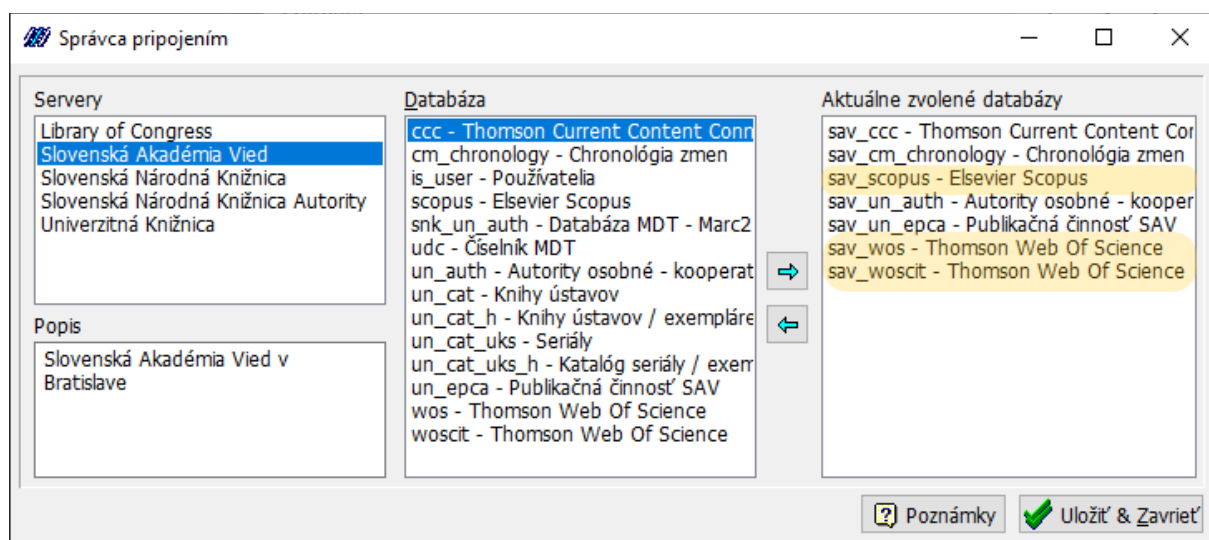 Správca pripojením
Servery
Library of Congress
Slovenská Akadémia Vied
Slovenská Národná Knižnica
Slovenská Národná Knižnica Autority
Univerzitná Knižnica
Popis
Slovenská Akadémia Vied v
Bratislave
Databáza
ccc - Thomson Current Content Conn
cm_chronology - Chronológia zmen
is_user - Používatelia
scopus - Elsevier Scopus
snk_un_auth - Databáza MDT - Marc2
udc - Číselník MDT
un_auth - Autority osobné - kooperat
un_cat - Knihy ústavov
un_cat_h - Knihy ústavov / exempláre
un_cat_uks - Seriály
un_cat_uks_h - Katalóg seriály / exem
un_epca - Publikačná činnosť SAV
wos - Thomson Web Of Science
woscit - Thomson Web Of Science
Aktuálne zvolené databázy
sav_ccc - Thomson Current Content Cor
sav_cm_chronology - Chronológia zmen
sav_scopus - Elsevier Scopus
sav_un_auth - Autority osobné - kooper
sav_un_epca - Publikačná činnosť SAV
sav_wos - Thomson Web Of Science
sav_woscit - Thomson Web Of Science
Poznámky
Uložiť & Zavrieť